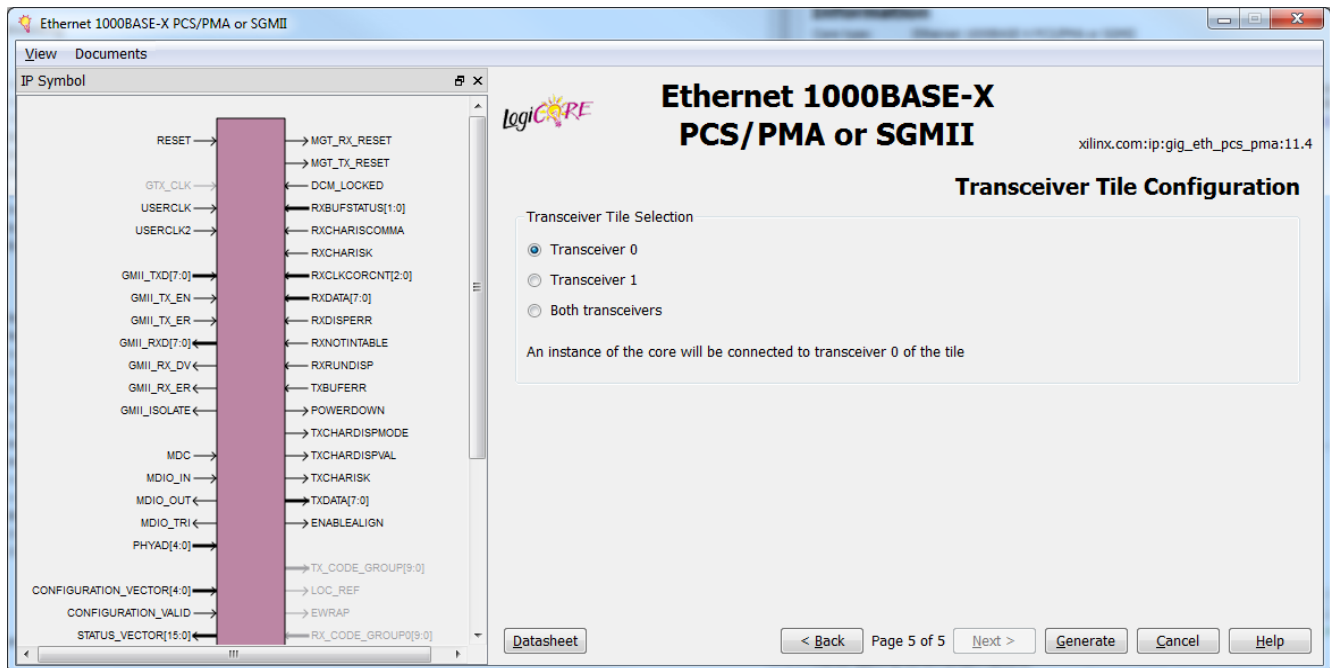 Ethernet 1000BASE-X PCS/PMA or SGMII
View Documents
IP Symbol
RESET
GTX_CLK
USERCLK
USERCLK2
GMII_TXD[7:0]
GMII_TX_EN
GMII_TX_ER
GMII_RXD[7:0]
GMII_RX_DV
GMII_RX_ER
GMII_ISOLATE
MDC
MDIO_IN
MDIO_OUT
MDIO_TRI
PHYAD[4:0]
CONFIGURATION_VECTOR[4:0]
CONFIGURATION_VALID
STATUS_VECTOR[15:0]
MGT_RX_RESET
MGT_TX_RESET
DCM_LOCKED
RXBUFSTATUS[1:0]
RXCHARISCOMMA
RXCHARISK
RXCLKCORCNT[2:0]
RXDATA[7:0]
RXDISPERR
RXNOTINTABLE
RXRUNDISP
TXBUFERR
POWERDOWN
TXCHARDISPMODE
TXCHARDISPVAL
TXCHARISK
TXDATA[7:0]
ENABLEALIGN
TX_CODE_GROUP[9:0]
LOC_REF
EWRAP
RX_CODE_GROUP0[9:0]
LogiCORE
Ethernet 1000BASE-X
PCS/PMA or SGMII
xilinx.com:ip:gig_eth_pcs_pma:11.4
Transceiver Tile Configuration
Transceiver Tile Selection
Transceiver 0
Transceiver 1
Both transceivers
An instance of the core will be connected to transceiver 0 of the tile
Datasheet
< Back Page 5 of 5 Next > Generate Cancel Help